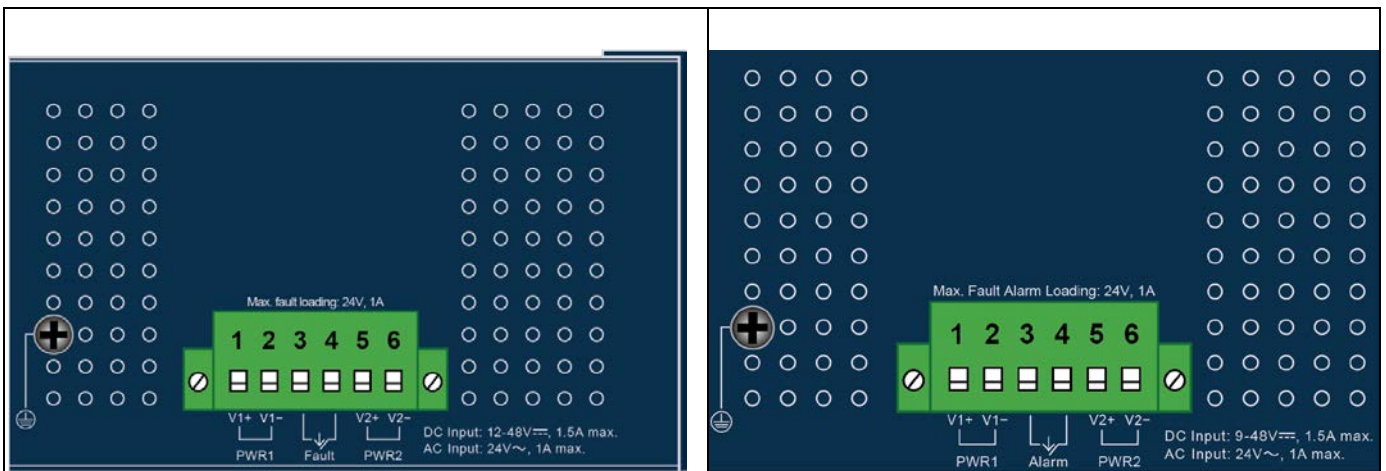 Max. fault loading: 24V, 1A
1 2 3 4 5 6
V1+ V1− V2+ V2−
PWR1 Fault PWR2
DC Input: 12-48V⎓, 1.5A max.
AC Input: 24V~, 1A max.
Max. Fault Alarm Loading: 24V, 1A
1 2 3 4 5 6
V1+ V1− V2+ V2−
PWR1 Alarm PWR2
DC Input: 9-48V⎓, 1.5A max.
AC Input: 24V~, 1A max.